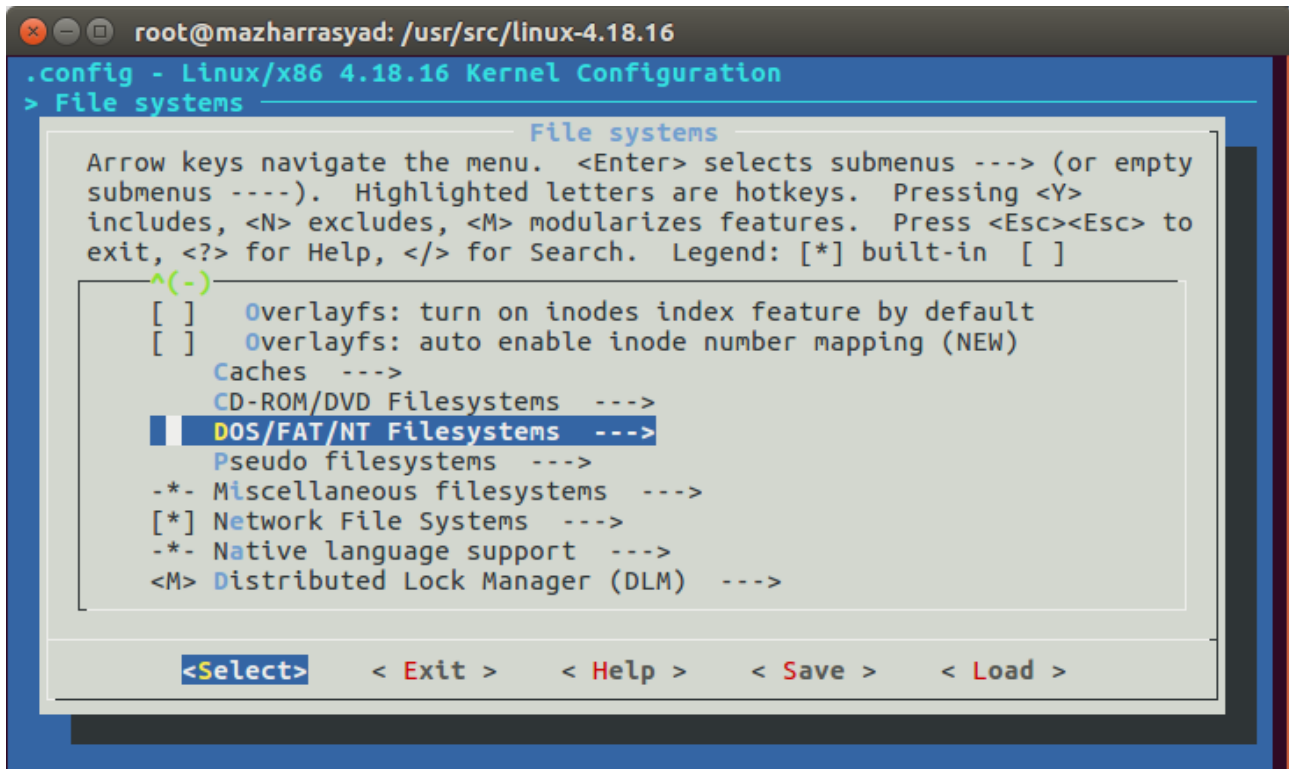 root@mazharrasyad: /usr/src/linux-4.18.16
.config - Linux/x86 4.18.16 Kernel Configuration
> File systems
File systems
Arrow keys navigate the menu.  <Enter> selects submenus ---> (or empty
submenus ----).  Highlighted letters are hotkeys.  Pressing <Y>
includes, <N> excludes, <M> modularizes features.  Press <Esc><Esc> to
exit, <?> for Help, </> for Search.  Legend: [*] built-in  [ ]
^(-)
[ ]   Overlayfs: turn on inodes index feature by default
[ ]   Overlayfs: auto enable inode number mapping (NEW)
Caches  --->
CD-ROM/DVD Filesystems  --->
DOS/FAT/NT Filesystems  --->
Pseudo filesystems  --->
-*- Miscellaneous filesystems  --->
[*] Network File Systems  --->
-*- Native language support  --->
<M> Distributed Lock Manager (DLM)  --->
<Select>    < Exit >    < Help >    < Save >    < Load >